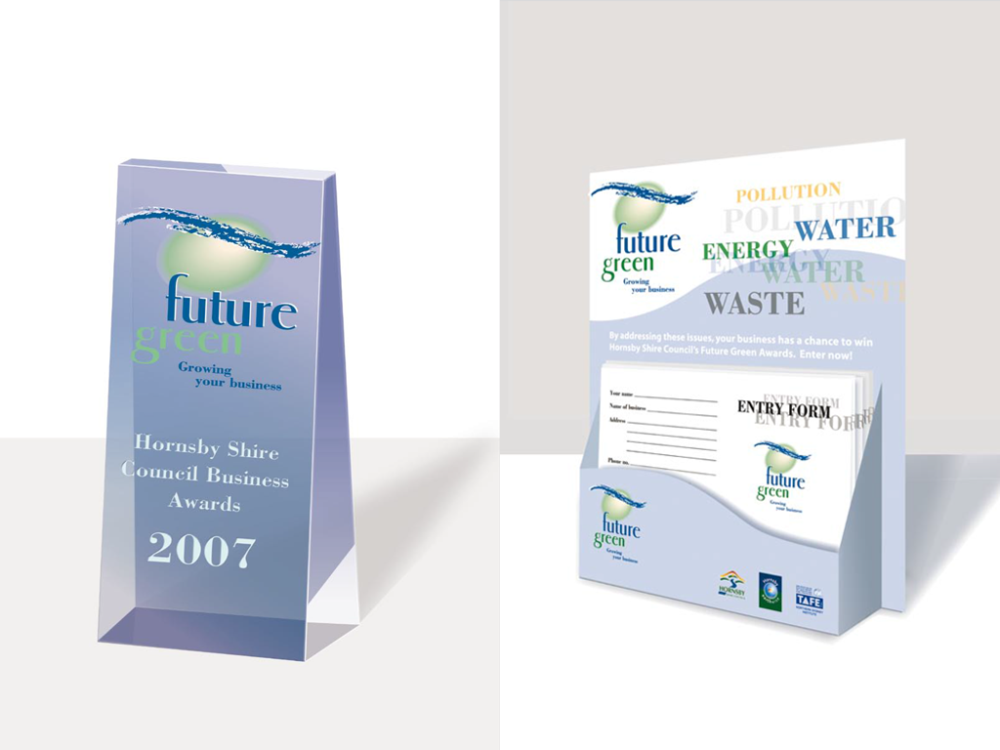 future
green
Growing
your business
Hornsby Shire
Council Business
Awards
2007
future
green
Growing
your business
POLLUTION
POLLUTIO
WATER
ENERGY
ENERGY
WATER
WASTE
WASTE
By addressing these issues, your business has a chance to win
Hornsby Shire Council's Future Green Awards. Enter now!
Your name
Name of business
Address
Phone no.
ENTRY FORM
ENTRY FORM
ENTRY FORM
future
green
Growing
your business
future
green
Growing
your business
HORNSBY
TAFE